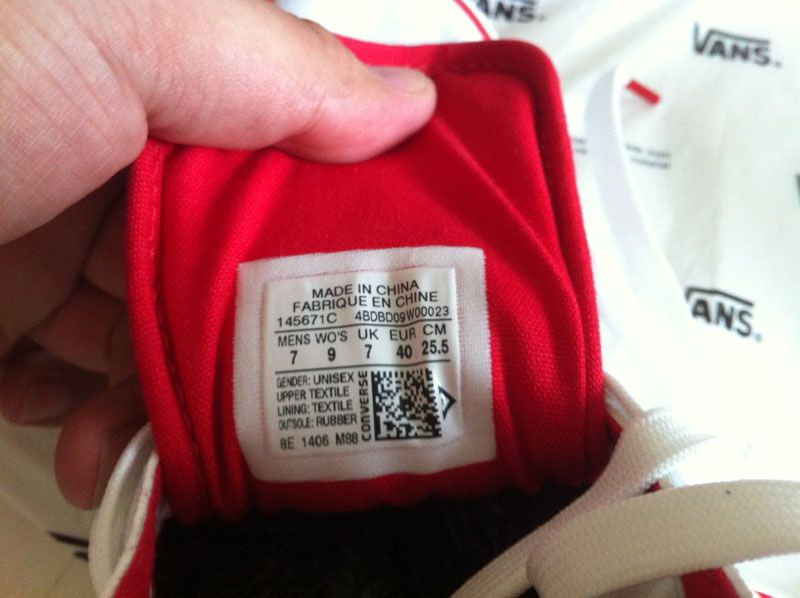 VANS
VANS.
VANS.
MADE IN CHINA
FABRIQUE EN CHINE
145671C 4BDBD09W00023
MENS WO'S UK EUR CM
7 9 7 40 25.5
GENDER: UNISEX
UPPER TEXTILE
LINING: TEXTILE
OUTSOLE: RUBBER
8E 1406 M88
CONVERSE